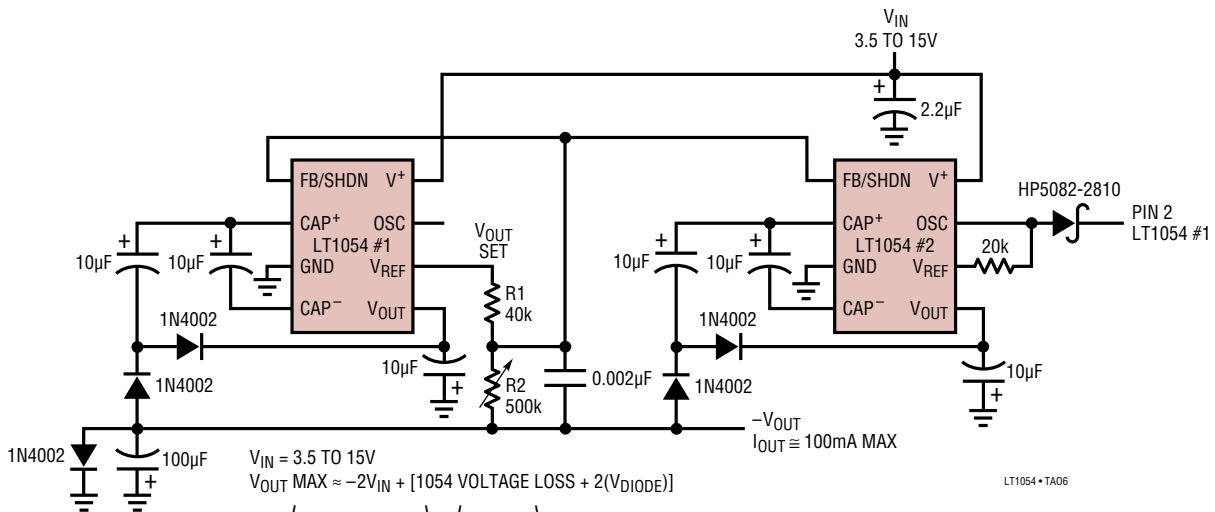 V_IN
3.5 TO 15V
+
2.2µF
FB/SHDN V⁺
CAP⁺ OSC
LT1054 #1
GND V_REF
CAP⁻ V_OUT
+
10µF
+
10µF
V_OUT
SET
R1
40k
R2
500k
0.002µF
1N4002
1N4002
10µF
+
1N4002
100µF
+
FB/SHDN V⁺
CAP⁺ OSC
LT1054 #2
GND V_REF
CAP⁻ V_OUT
+
10µF
+
10µF
HP5082-2810
PIN 2
LT1054 #1
20k
1N4002
1N4002
10µF
+
–V_OUT
I_OUT ≅ 100mA MAX
V_IN = 3.5 TO 15V
V_OUT MAX ≈ –2V_IN + [1054 VOLTAGE LOSS + 2(V_DIODE)]
LT1054 • TA06